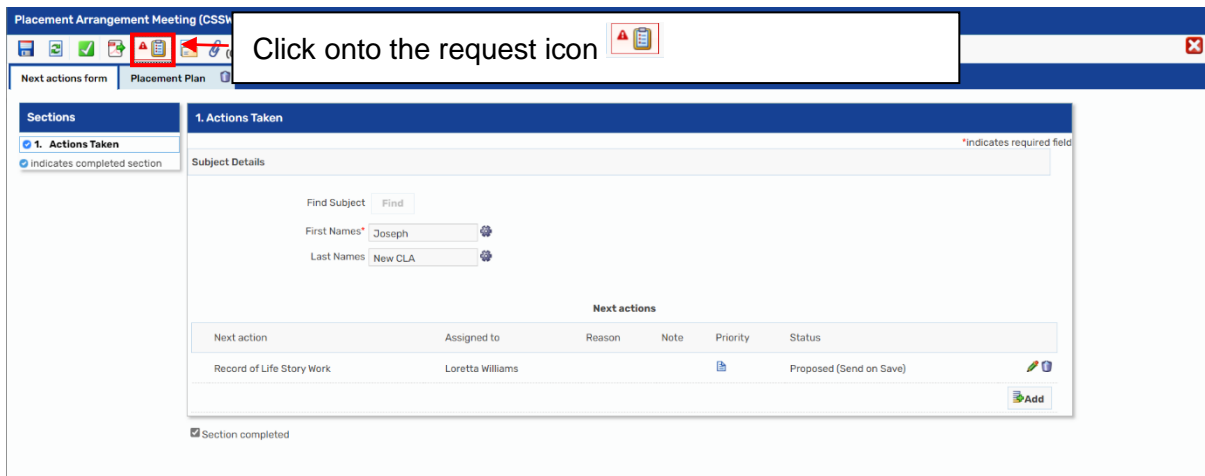 Placement Arrangement Meeting (CSSW
Click onto the request icon
Next actions form
Placement Plan
Sections
1. Actions Taken
1. Actions Taken
*indicates required field
indicates completed section
Subject Details
Find Subject Find
First Names* Joseph
Last Names New CLA
Next actions
Next action Assigned to Reason Note Priority Status
Record of Life Story Work Loretta Williams Proposed (Send on Save)
Add
Section completed